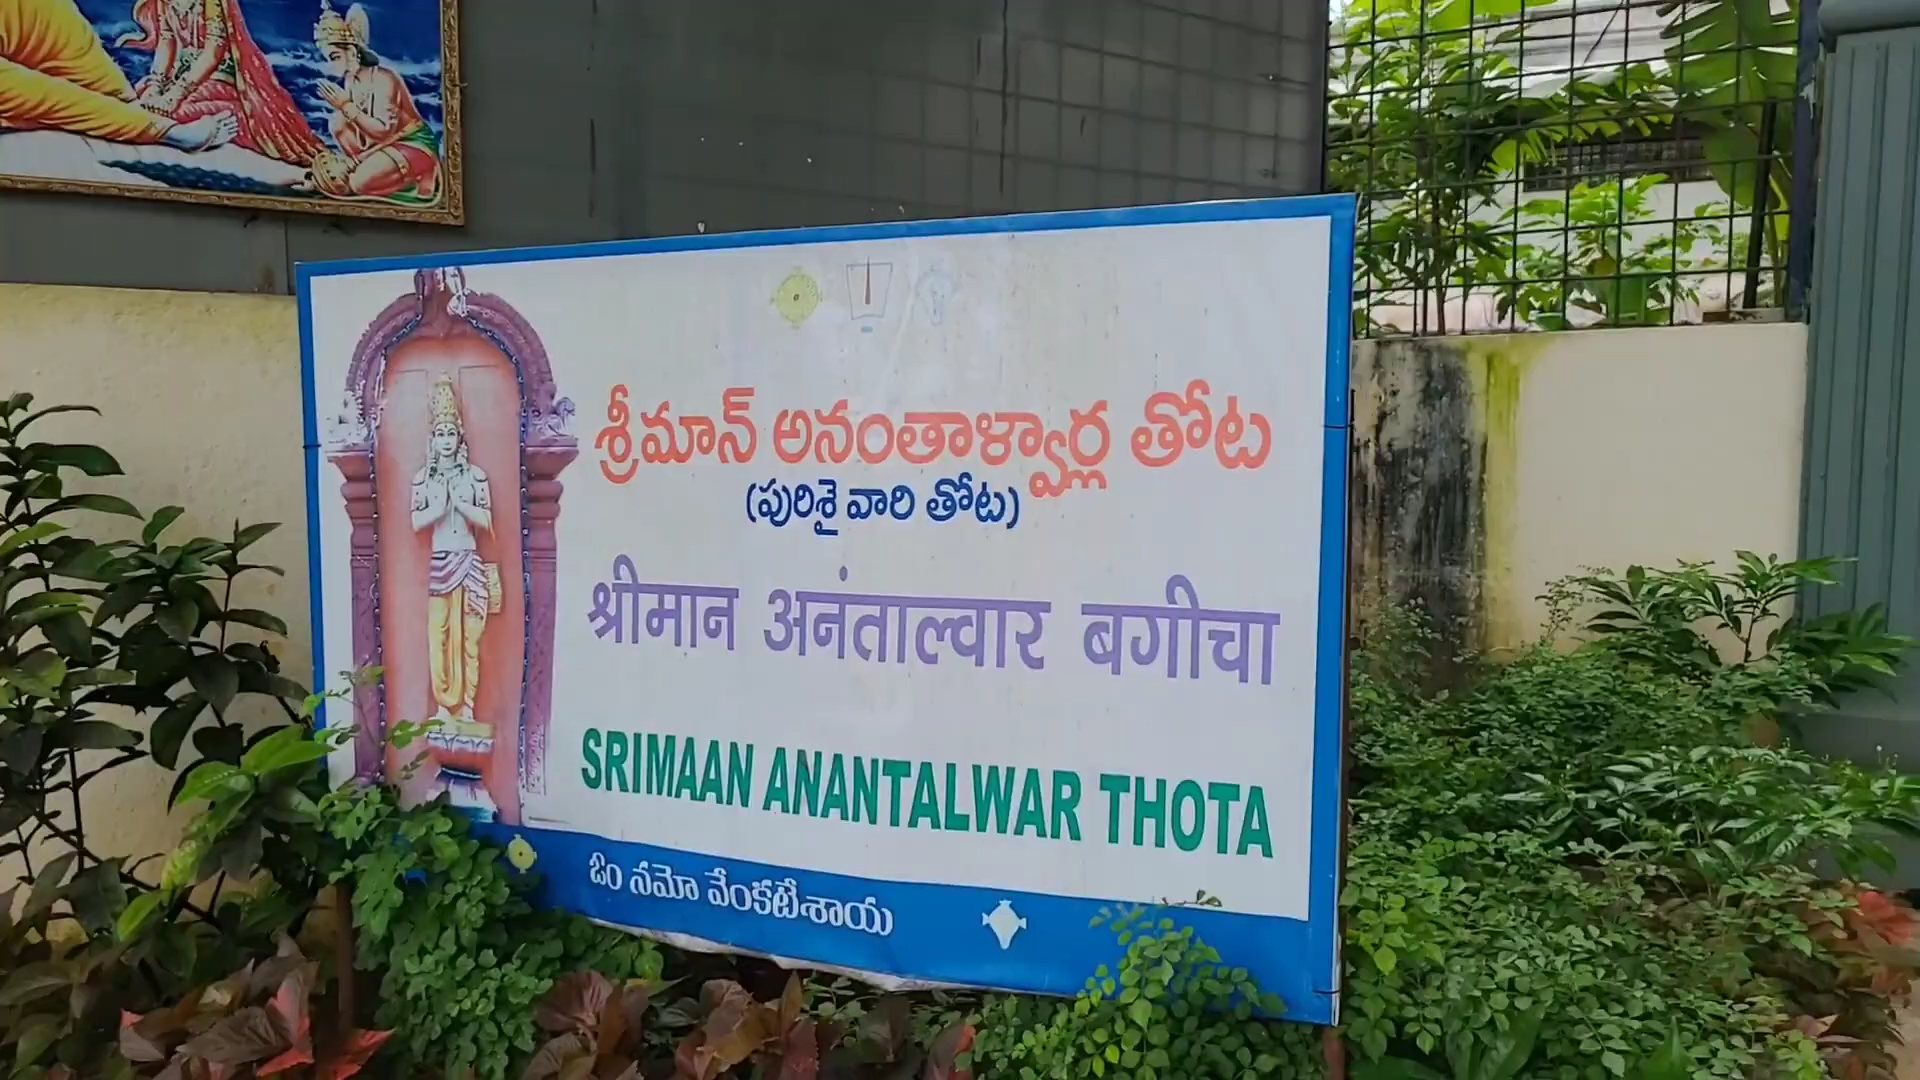 శ్రీమాన్ అనంతాళ్వార్ల తోట
(పురిశై వారి తోట)
श्रीमान अनंताल्वार बगीचा
SRIMAAN ANANTALWAR THOTA
ఓం నమో వేంకటేశాయ